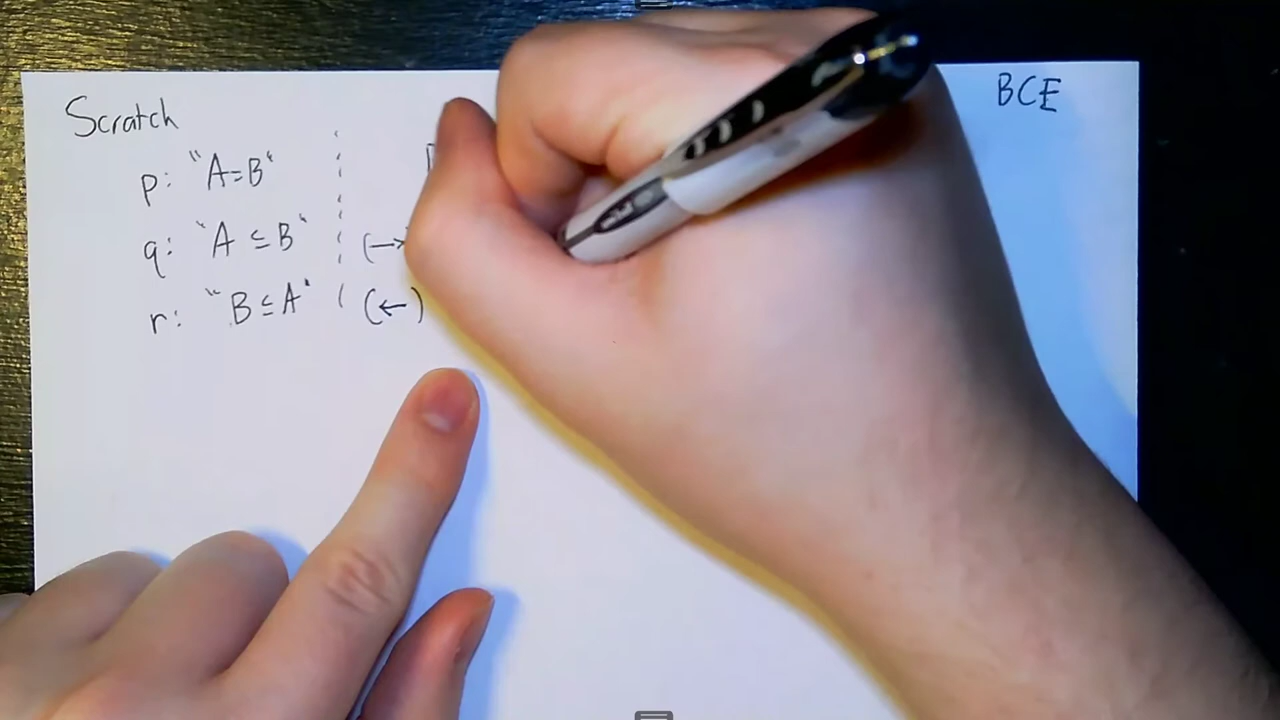 Scratch
BCE
p: "A=B"
q: "A ⊆ B"
(→
r: "B ⊆ A"
(←)